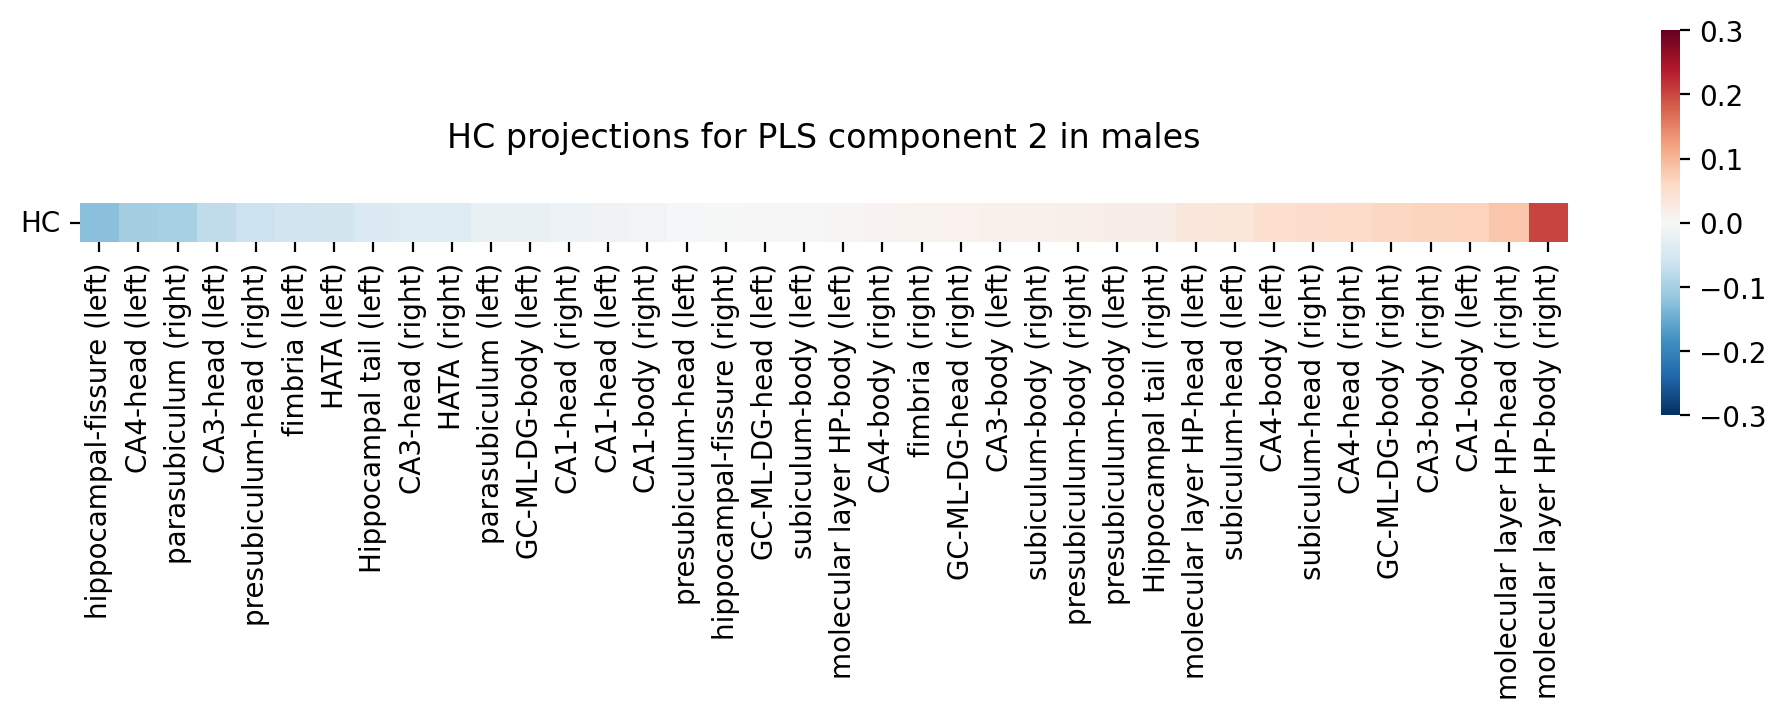 HC projections for PLS component 2 in males
HC
hippocampal-fissure (left)
CA4-head (left)
parasubiculum (right)
CA3-head (left)
presubiculum-head (right)
fimbria (left)
HATA (left)
Hippocampal tail (left)
CA3-head (right)
HATA (right)
parasubiculum (left)
GC-ML-DG-body (left)
CA1-head (right)
CA1-head (left)
CA1-body (right)
presubiculum-head (left)
hippocampal-fissure (right)
GC-ML-DG-head (left)
subiculum-body (left)
molecular layer HP-body (left)
CA4-body (right)
fimbria (right)
GC-ML-DG-head (right)
CA3-body (left)
subiculum-body (right)
presubiculum-body (right)
presubiculum-body (left)
Hippocampal tail (right)
molecular layer HP-head (left)
subiculum-head (left)
CA4-body (left)
subiculum-head (right)
CA4-head (right)
GC-ML-DG-body (right)
CA3-body (right)
CA1-body (left)
molecular layer HP-head (right)
molecular layer HP-body (right)
0.3
0.2
0.1
0.0
−0.1
−0.2
−0.3